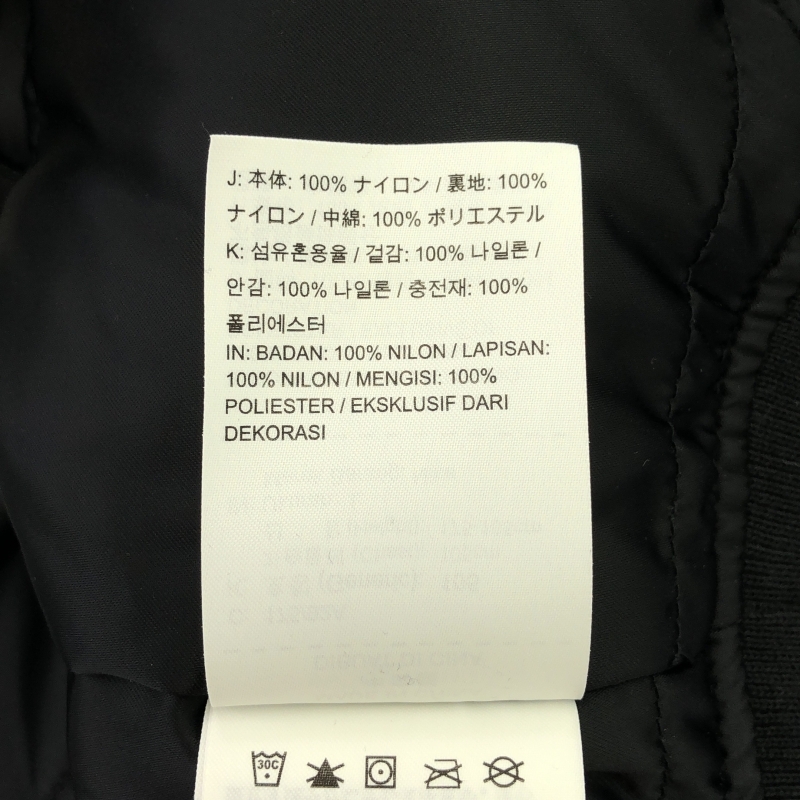 J: 本体: 100% ナイロン / 裏地: 100%
ナイロン / 中綿: 100% ポリエステル
K: 섬유혼용율 / 겉감: 100% 나일론 /
안감: 100% 나일론 / 충전재: 100%
폴리에스터
IN: BADAN: 100% NILON / LAPISAN:
100% NILON / MENGISI: 100%
POLIESTER / EKSKLUSIF DARI
DEKORASI
30C